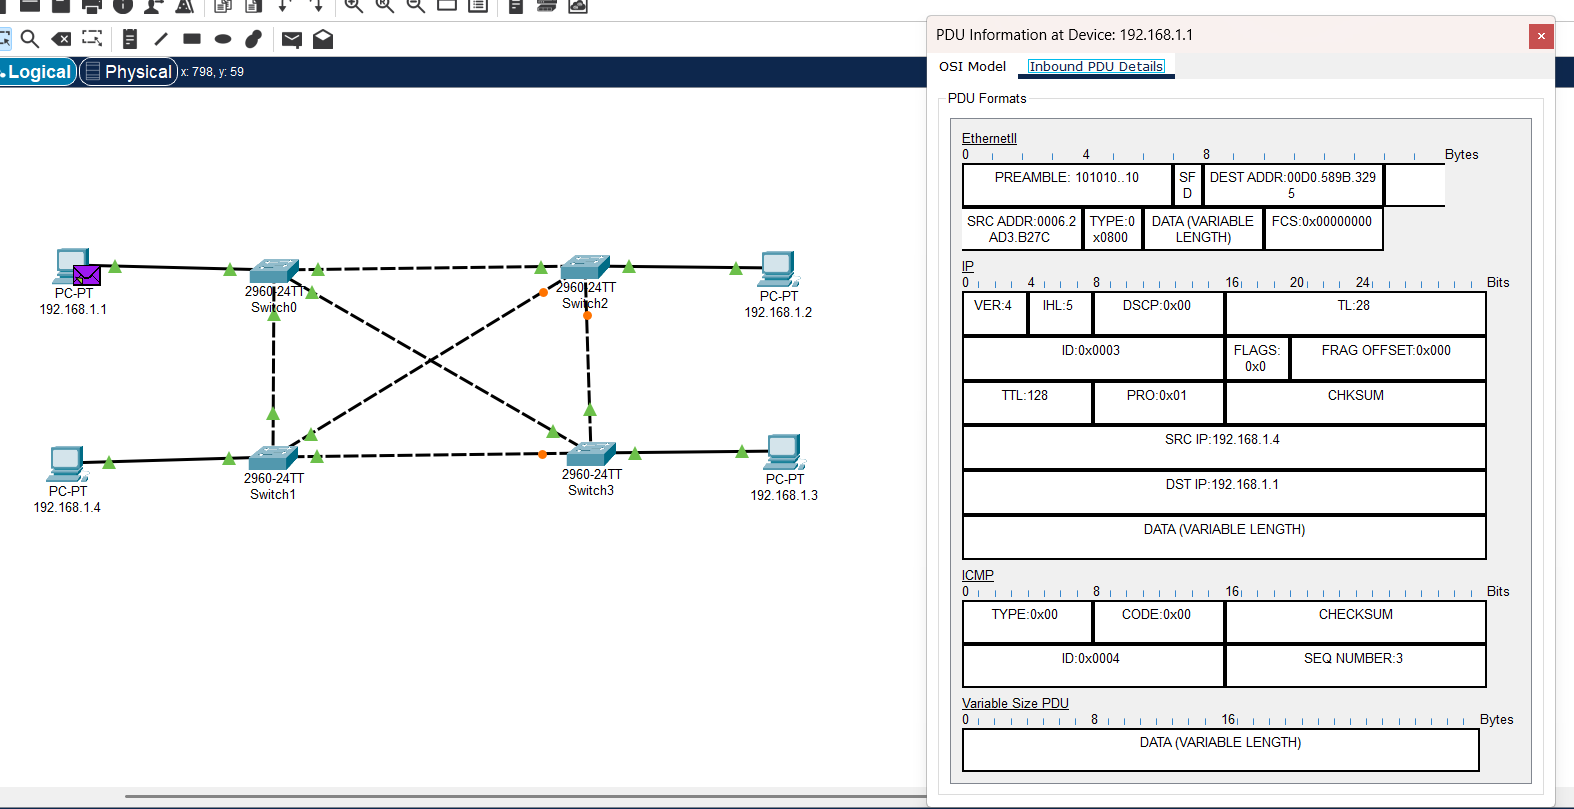 Logical
Physical
x: 798, y: 59
PC-PT
192.168.1.1
2960-24TT
Switch0
2960-24TT
Switch2
PC-PT
192.168.1.2
PC-PT
192.168.1.4
2960-24TT
Switch1
2960-24TT
Switch3
PC-PT
192.168.1.3
PDU Information at Device: 192.168.1.1
OSI Model
Inbound PDU Details
PDU Formats
EthernetII
0 4 8 Bytes
PREAMBLE: 101010..10
SF
D
DEST ADDR:00D0.589B.329
5
SRC ADDR:0006.2
AD3.B27C
TYPE:0
x0800
DATA (VARIABLE
LENGTH)
FCS:0x00000000
IP
0 4 8 16 20 24 Bits
VER:4 IHL:5 DSCP:0x00 TL:28
ID:0x0003
FLAGS:
0x0
FRAG OFFSET:0x000
TTL:128 PRO:0x01 CHKSUM
SRC IP:192.168.1.4
DST IP:192.168.1.1
DATA (VARIABLE LENGTH)
ICMP
0 8 16 Bits
TYPE:0x00 CODE:0x00 CHECKSUM
ID:0x0004 SEQ NUMBER:3
Variable Size PDU
0 8 16 Bytes
DATA (VARIABLE LENGTH)